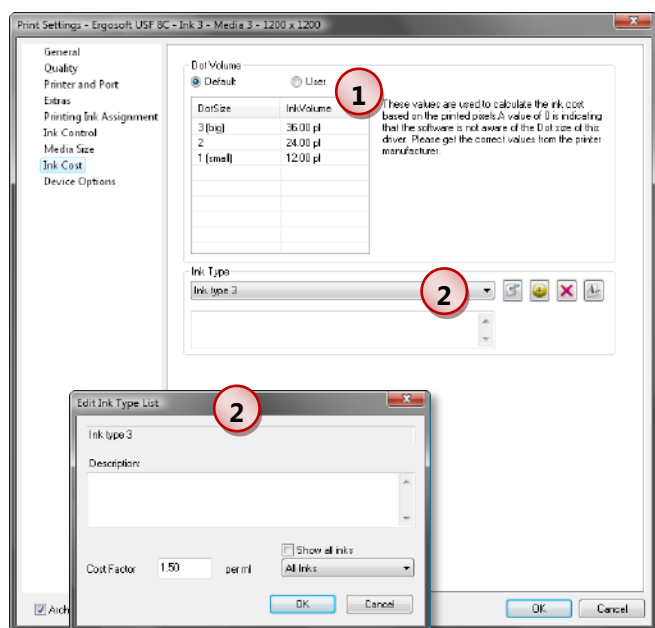 Print Settings - Ergosoft USF 8C - Ink 3 - Media 3 - 1200 x 1200
General
Quality
Printer and Port
Extras
Printing Ink Assignment
Ink Control
Media Size
Ink Cost
Device Options
Dot Volume
Default
User
1
DotSize InkVolume
3 (big) 36.00 pl
2 24.00 pl
1 (small) 12.00 pl
These values are used to calculate the ink cost
based on the printed pixels. A value of 0 is indicating
that the software is not aware of the Dot size of this
driver. Please get the correct values from the printer
manufacturer.
Ink Type
Ink type 3
2
Edit Ink Type List
2
Ink type 3
Description:
Show all inks
Cost Factor 1.50 per ml All Inks
OK Cancel
Arch
OK Cancel